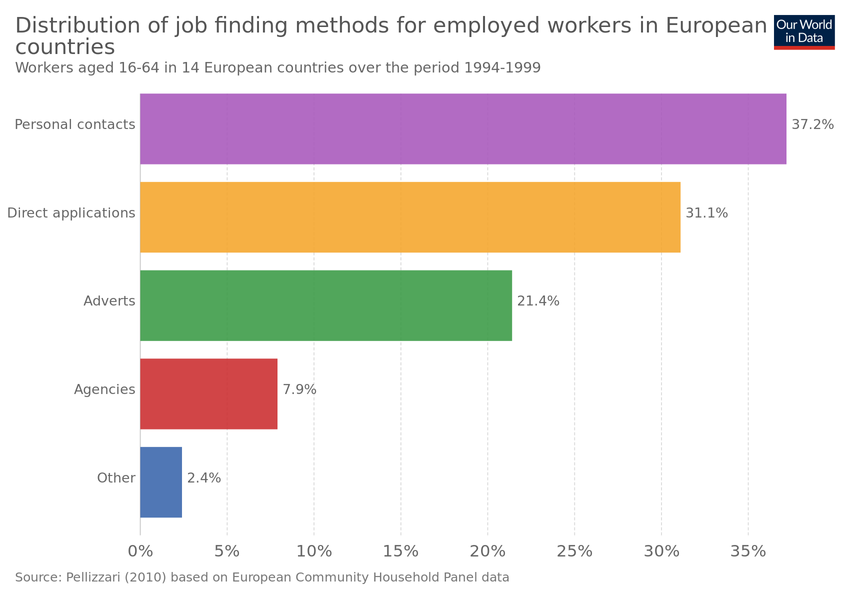 Distribution of job finding methods for employed workers in European
countries
Our World
in Data
Workers aged 16-64 in 14 European countries over the period 1994-1999
Personal contacts
37.2%
Direct applications
31.1%
Adverts
21.4%
Agencies
7.9%
Other
2.4%
0% 5% 10% 15% 20% 25% 30% 35%
Source: Pellizzari (2010) based on European Community Household Panel data